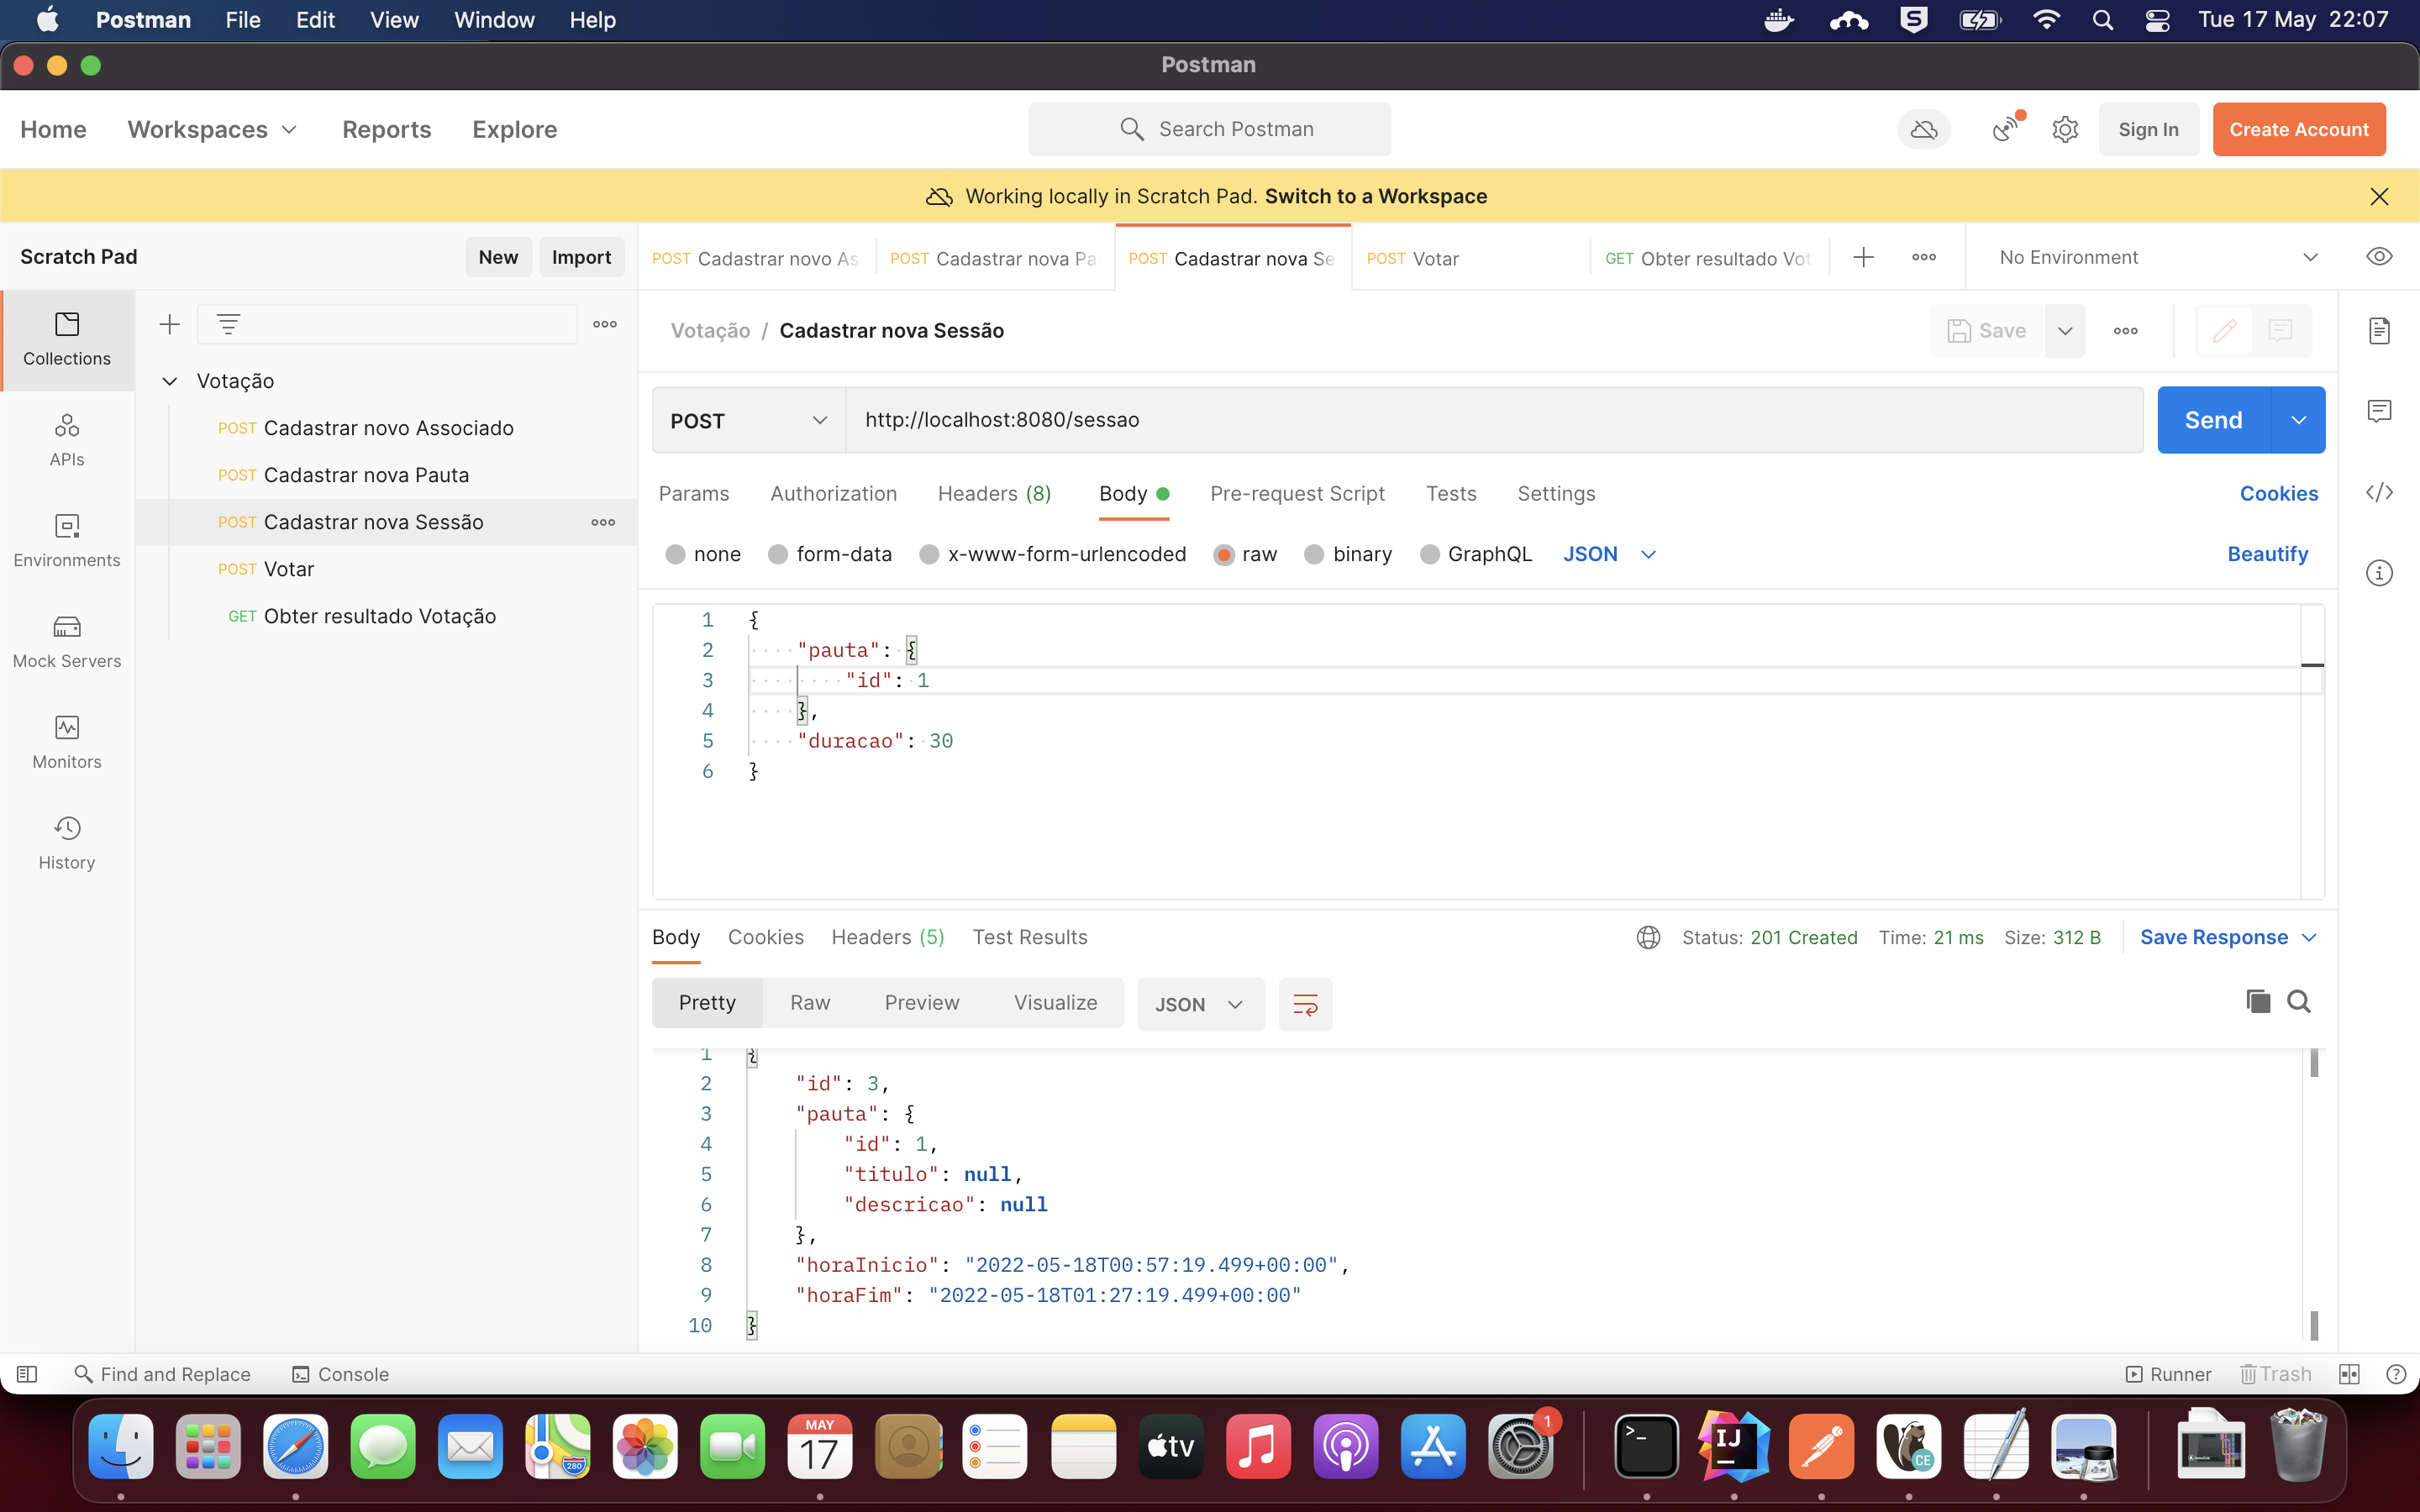 Postman File Edit View Window Help Tue 17 May 22:07
Postman
Home Workspaces Reports Explore Search Postman Sign In Create Account
Working locally in Scratch Pad. Switch to a Workspace
Scratch Pad New Import
POST Cadastrar novo As POST Cadastrar nova Pa POST Cadastrar nova Se POST Votar GET Obter resultado Vot No Environment
Collections
APIs
Environments
Mock Servers
Monitors
History
Votação
POST Cadastrar novo Associado
POST Cadastrar nova Pauta
POST Cadastrar nova Sessão
POST Votar
GET Obter resultado Votação
Votação / Cadastrar nova Sessão Save
POST http://localhost:8080/sessao Send
Params Authorization Headers (8) Body Pre-request Script Tests Settings Cookies
none form-data x-www-form-urlencoded raw binary GraphQL JSON Beautify
1 {
2 "pauta": {
3 "id": 1
4 },
5 "duracao": 30
6 }
Body Cookies Headers (5) Test Results Status: 201 Created Time: 21 ms Size: 312 B Save Response
Pretty Raw Preview Visualize JSON
1 {
2 "id": 3,
3 "pauta": {
4 "id": 1,
5 "titulo": null,
6 "descricao": null
7 },
8 "horaInicio": "2022-05-18T00:57:19.499+00:00",
9 "horaFim": "2022-05-18T01:27:19.499+00:00"
10 }
Find and Replace Console Runner Trash
280 MAY 17 tv 1 >_ IJ CE